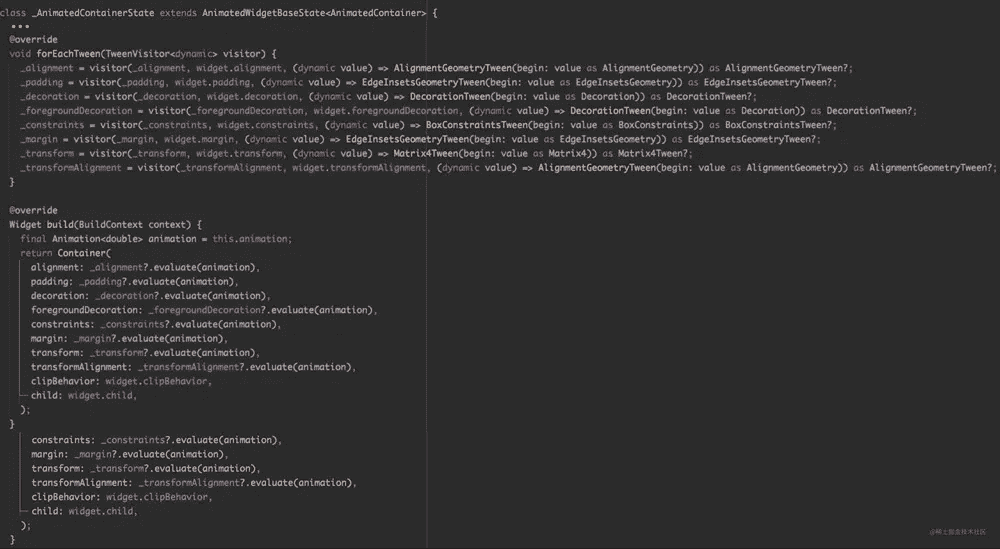 class _AnimatedContainerState extends AnimatedWidgetBaseState<AnimatedContainer> {
...
@override
void forEachTween(TweenVisitor<dynamic> visitor) {
_alignment = visitor(_alignment, widget.alignment, (dynamic value) => AlignmentGeometryTween(begin: value as AlignmentGeometry)) as AlignmentGeometryTween?;
_padding = visitor(_padding, widget.padding, (dynamic value) => EdgeInsetsGeometryTween(begin: value as EdgeInsetsGeometry)) as EdgeInsetsGeometryTween?;
_decoration = visitor(_decoration, widget.decoration, (dynamic value) => DecorationTween(begin: value as Decoration)) as DecorationTween?;
_foregroundDecoration = visitor(_foregroundDecoration, widget.foregroundDecoration, (dynamic value) => DecorationTween(begin: value as Decoration)) as DecorationTween?;
_constraints = visitor(_constraints, widget.constraints, (dynamic value) => BoxConstraintsTween(begin: value as BoxConstraints)) as BoxConstraintsTween?;
_margin = visitor(_margin, widget.margin, (dynamic value) => EdgeInsetsGeometryTween(begin: value as EdgeInsetsGeometry)) as EdgeInsetsGeometryTween?;
_transform = visitor(_transform, widget.transform, (dynamic value) => Matrix4Tween(begin: value as Matrix4)) as Matrix4Tween?;
_transformAlignment = visitor(_transformAlignment, widget.transformAlignment, (dynamic value) => AlignmentGeometryTween(begin: value as AlignmentGeometry)) as AlignmentGeometryTween?;
}
@override
Widget build(BuildContext context) {
final Animation<double> animation = this.animation;
return Container(
alignment: _alignment?.evaluate(animation),
padding: _padding?.evaluate(animation),
decoration: _decoration?.evaluate(animation),
foregroundDecoration: _foregroundDecoration?.evaluate(animation),
constraints: _constraints?.evaluate(animation),
margin: _margin?.evaluate(animation),
transform: _transform?.evaluate(animation),
transformAlignment: _transformAlignment?.evaluate(animation),
clipBehavior: widget.clipBehavior,
child: widget.child,
);
}
constraints: _constraints?.evaluate(animation),
margin: _margin?.evaluate(animation),
transform: _transform?.evaluate(animation),
transformAlignment: _transformAlignment?.evaluate(animation),
clipBehavior: widget.clipBehavior,
child: widget.child,
);
}
@稀土掘金技术社区